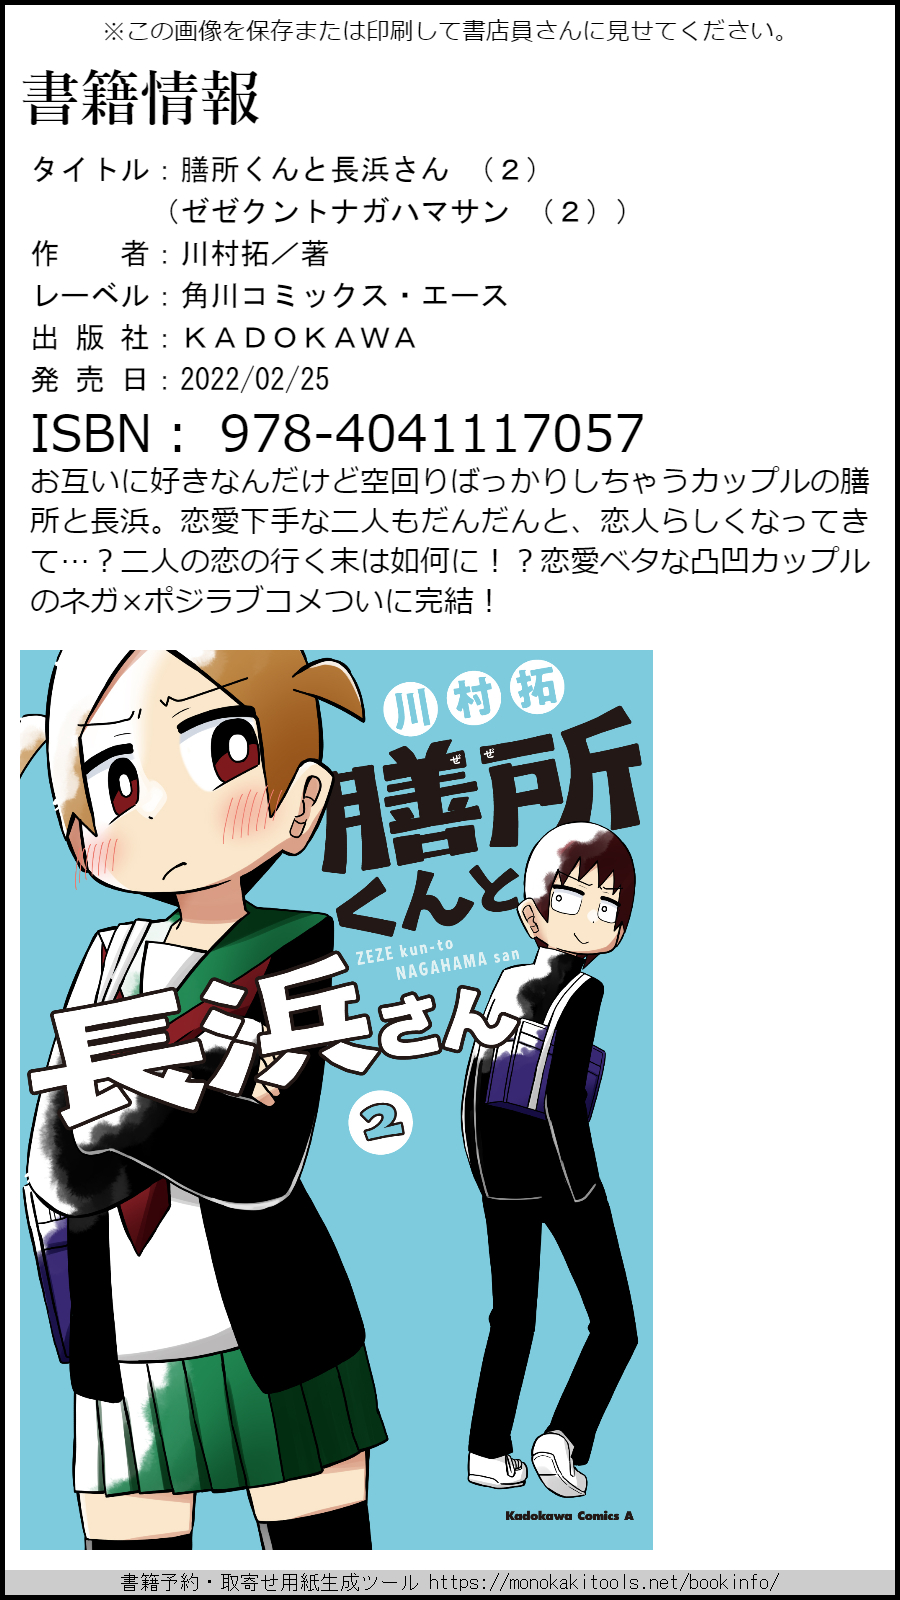 ※この画像を保存または印刷して書店員さんに見せてください。
書籍情報
タイトル：膳所くんと長浜さん （２）
（ゼゼクントナガハマサン （２））
作　　者：川村拓／著
レーベル：角川コミックス・エース
出 版 社：ＫＡＤＯＫＡＷＡ
発 売 日：2022/02/25
ISBN： 978-4041117057
お互いに好きなんだけど空回りばっかりしちゃうカップルの膳
所と長浜。恋愛下手な二人もだんだんと、恋人らしくなってき
て…？二人の恋の行く末は如何に！？恋愛ベタな凸凹カップル
のネガ×ポジラブコメついに完結！
川村拓
ぜ ぜ
膳所
くんと
ZEZE kun-to
NAGAHAMA san
長浜さん
2
Kadokawa Comics A
書籍予約・取寄せ用紙生成ツール https://monokakitools.net/bookinfo/